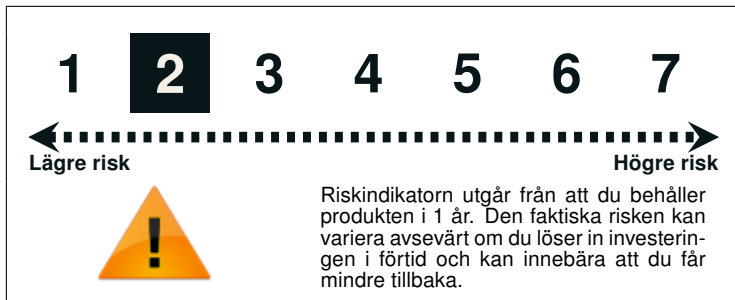 1 2 3 4 5 6 7
Lägre risk Högre risk
!
Riskindikatorn utgår från att du behåller
produkten i 1 år. Den faktiska risken kan
variera avsevärt om du löser in investerin-
gen i förtid och kan innebära att du får
mindre tillbaka.